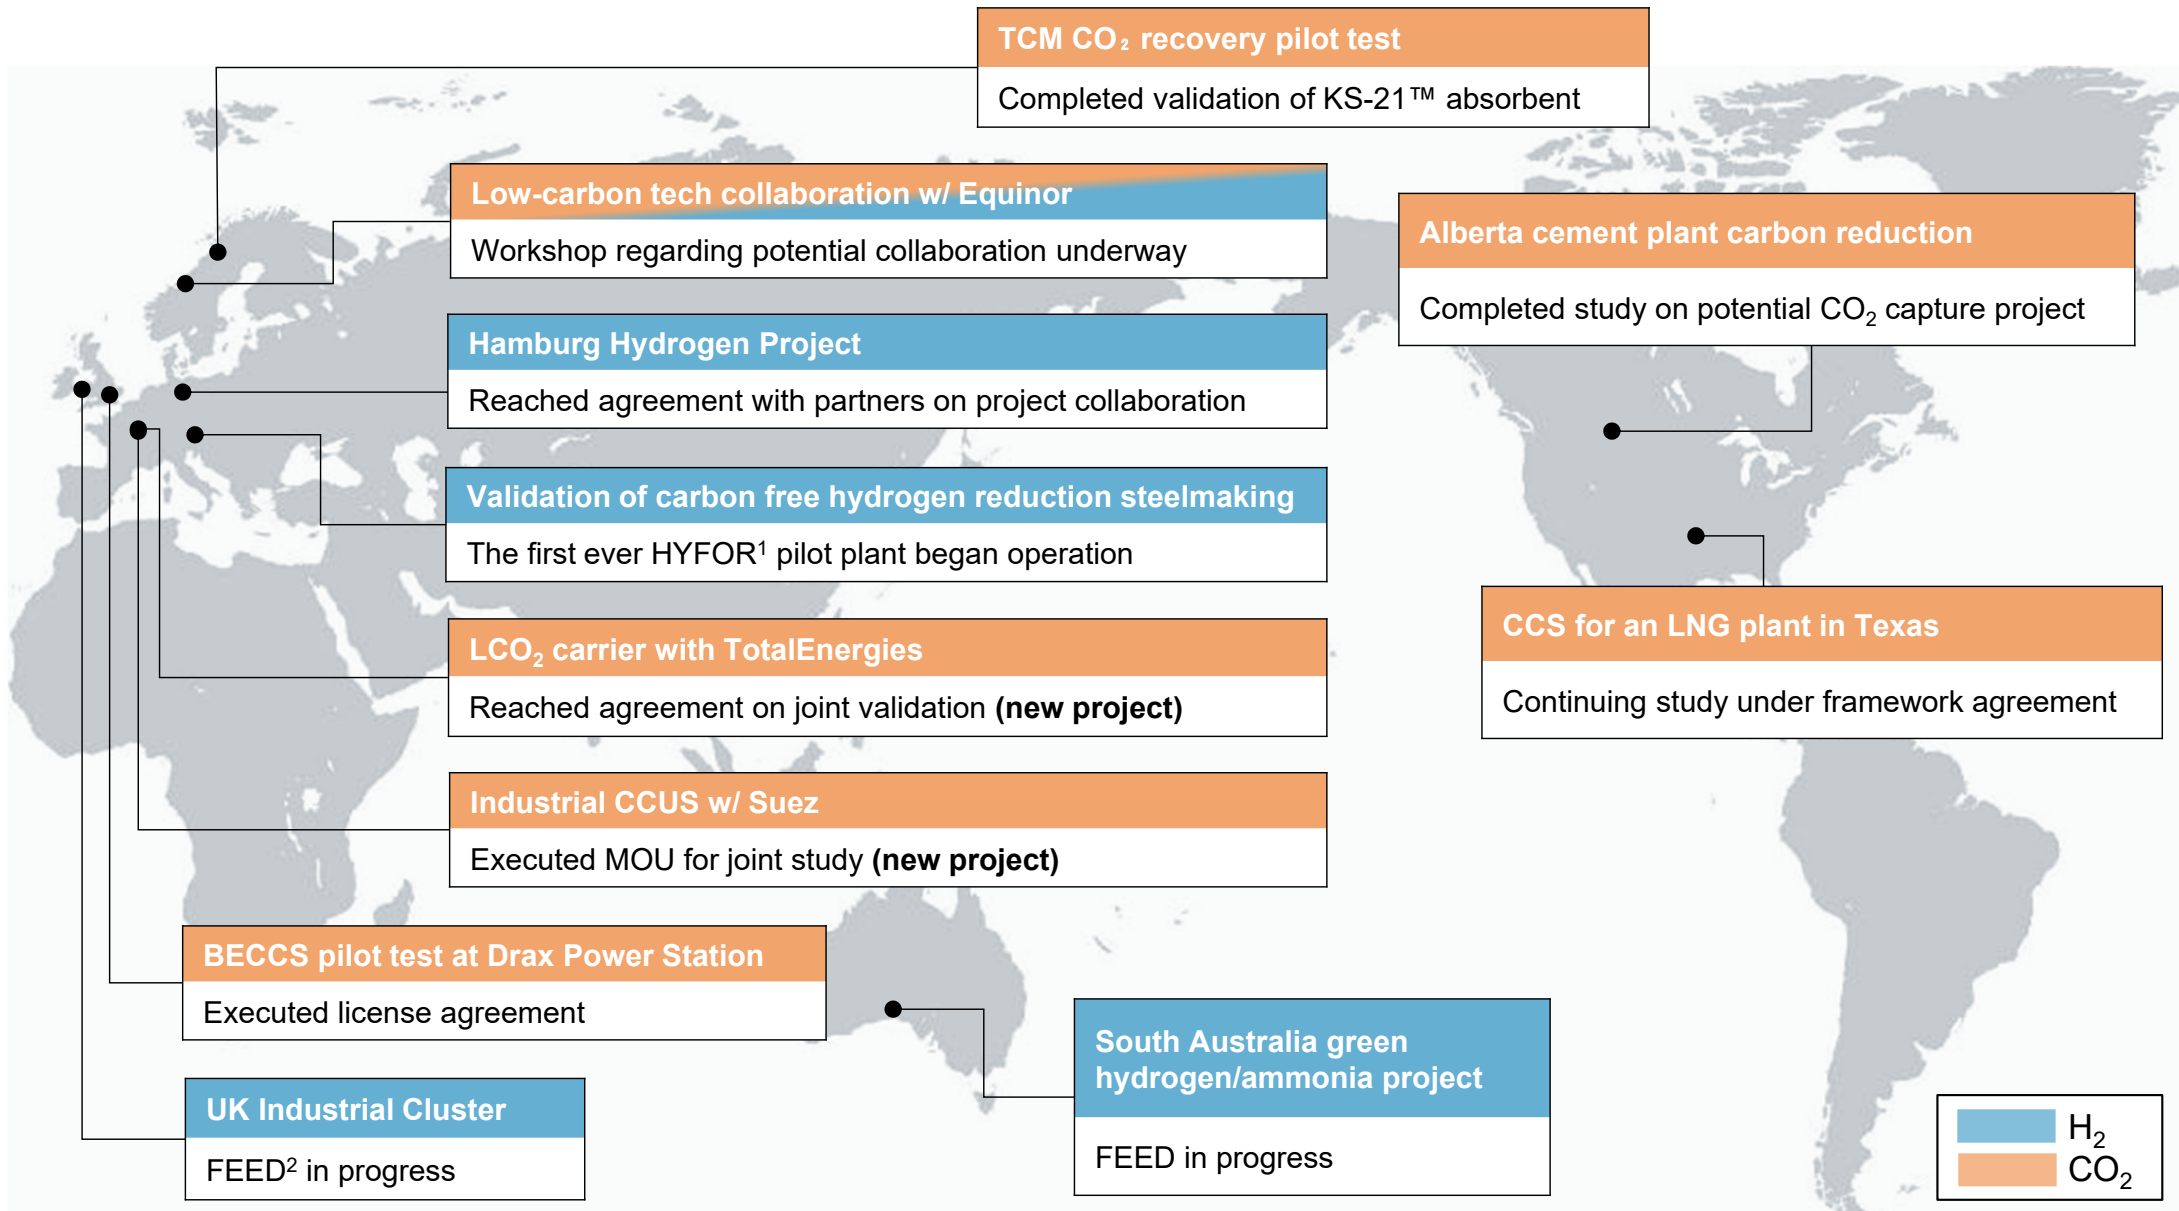 TCM CO₂ recovery pilot test
Completed validation of KS-21™ absorbent
Low-carbon tech collaboration w/ Equinor
Workshop regarding potential collaboration underway
Alberta cement plant carbon reduction
Completed study on potential CO₂ capture project
Hamburg Hydrogen Project
Reached agreement with partners on project collaboration
Validation of carbon free hydrogen reduction steelmaking
The first ever HYFOR¹ pilot plant began operation
CCS for an LNG plant in Texas
Continuing study under framework agreement
LCO₂ carrier with TotalEnergies
Reached agreement on joint validation (new project)
Industrial CCUS w/ Suez
Executed MOU for joint study (new project)
BECCS pilot test at Drax Power Station
Executed license agreement
South Australia green
hydrogen/ammonia project
FEED in progress
UK Industrial Cluster
FEED² in progress
H₂
CO₂